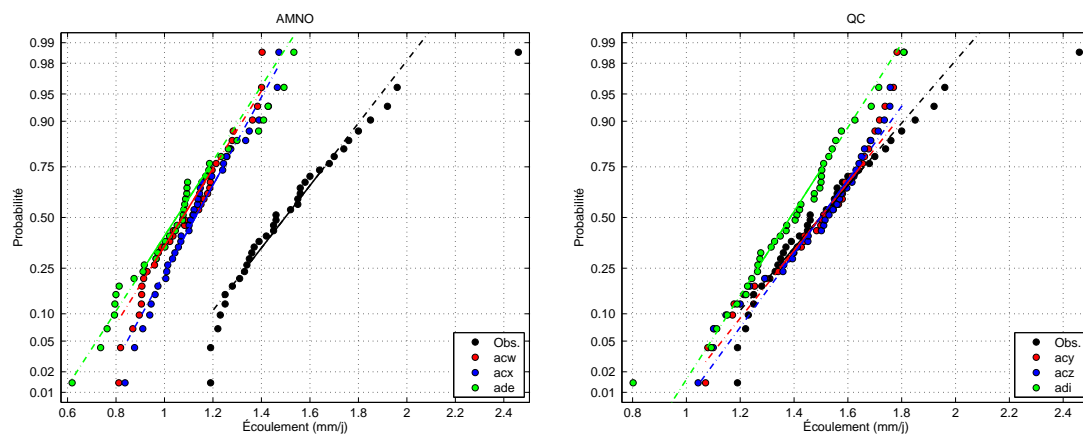 AMNO
Probabilité
0.99
0.98
0.95
0.90
0.75
0.50
0.25
0.10
0.05
0.02
0.01
0.6 0.8 1 1.2 1.4 1.6 1.8 2 2.2 2.4
Écoulement (mm/j)
Obs.
acw
acx
ade
QC
Probabilité
0.99
0.98
0.95
0.90
0.75
0.50
0.25
0.10
0.05
0.02
0.01
0.8 1 1.2 1.4 1.6 1.8 2 2.2 2.4
Écoulement (mm/j)
Obs.
acy
acz
adi